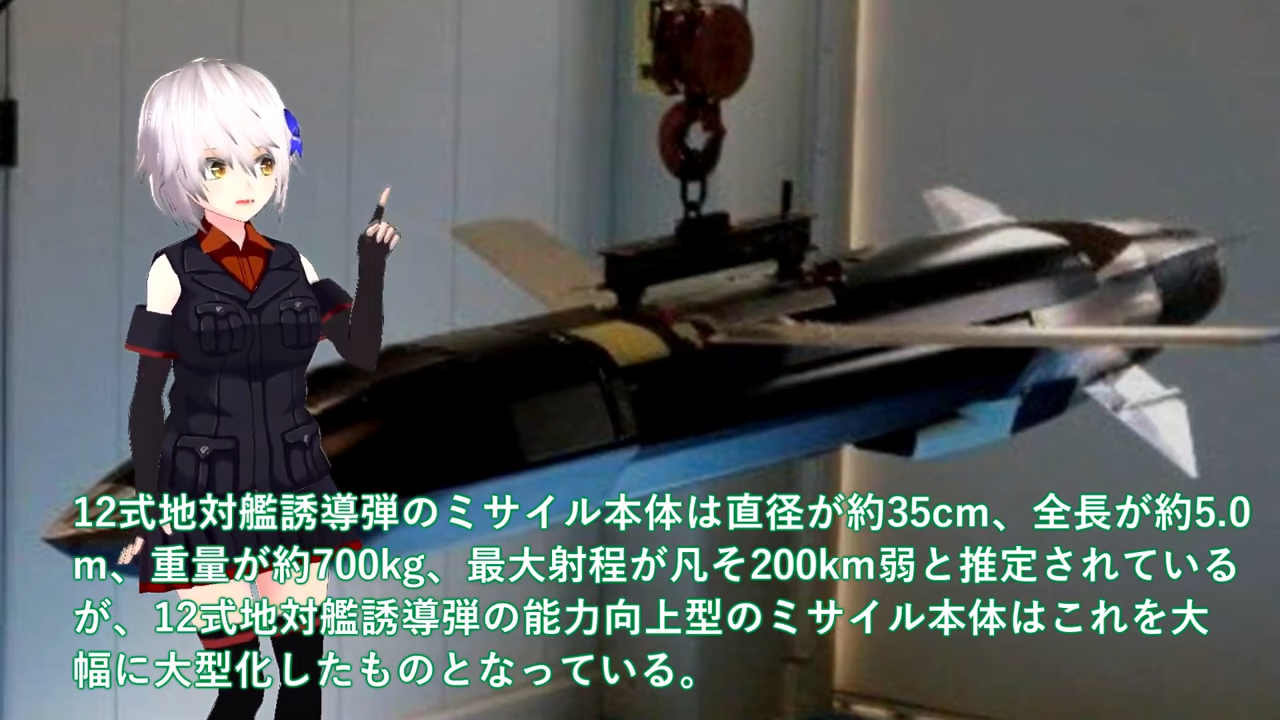 12式地対艦誘導弾のミサイル本体は直径が約35cm、全長が約5.0
m、重量が約700kg、最大射程が凡そ200km弱と推定されている
が、12式地対艦誘導弾の能力向上型のミサイル本体はこれを大
幅に大型化したものとなっている。